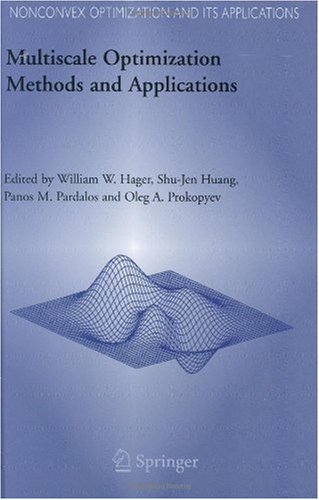 NONCONVEX OPTIMIZATION AND ITS APPLICATIONS
Multiscale Optimization
Methods and Applications
Edited by William W. Hager, Shu-Jen Huang,
Panos M. Pardalos and Oleg A. Prokopyev
Springer